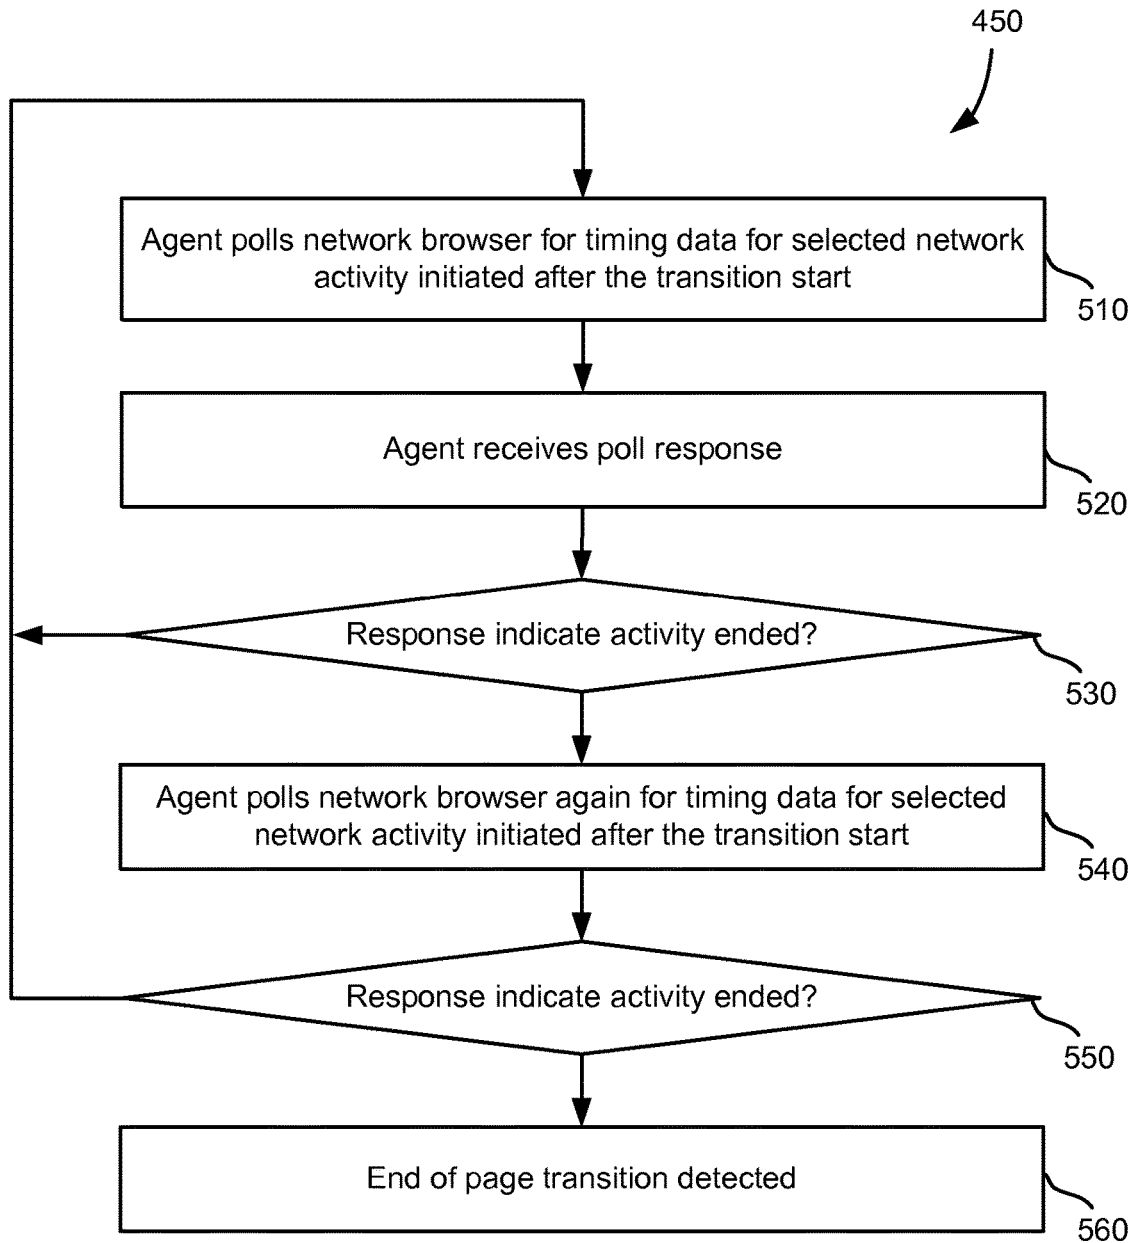 450
Agent polls network browser for timing data for selected network
activity initiated after the transition start
510
Agent receives poll response
520
Response indicate activity ended?
530
Agent polls network browser again for timing data for selected
network activity initiated after the transition start
540
Response indicate activity ended?
550
End of page transition detected
560